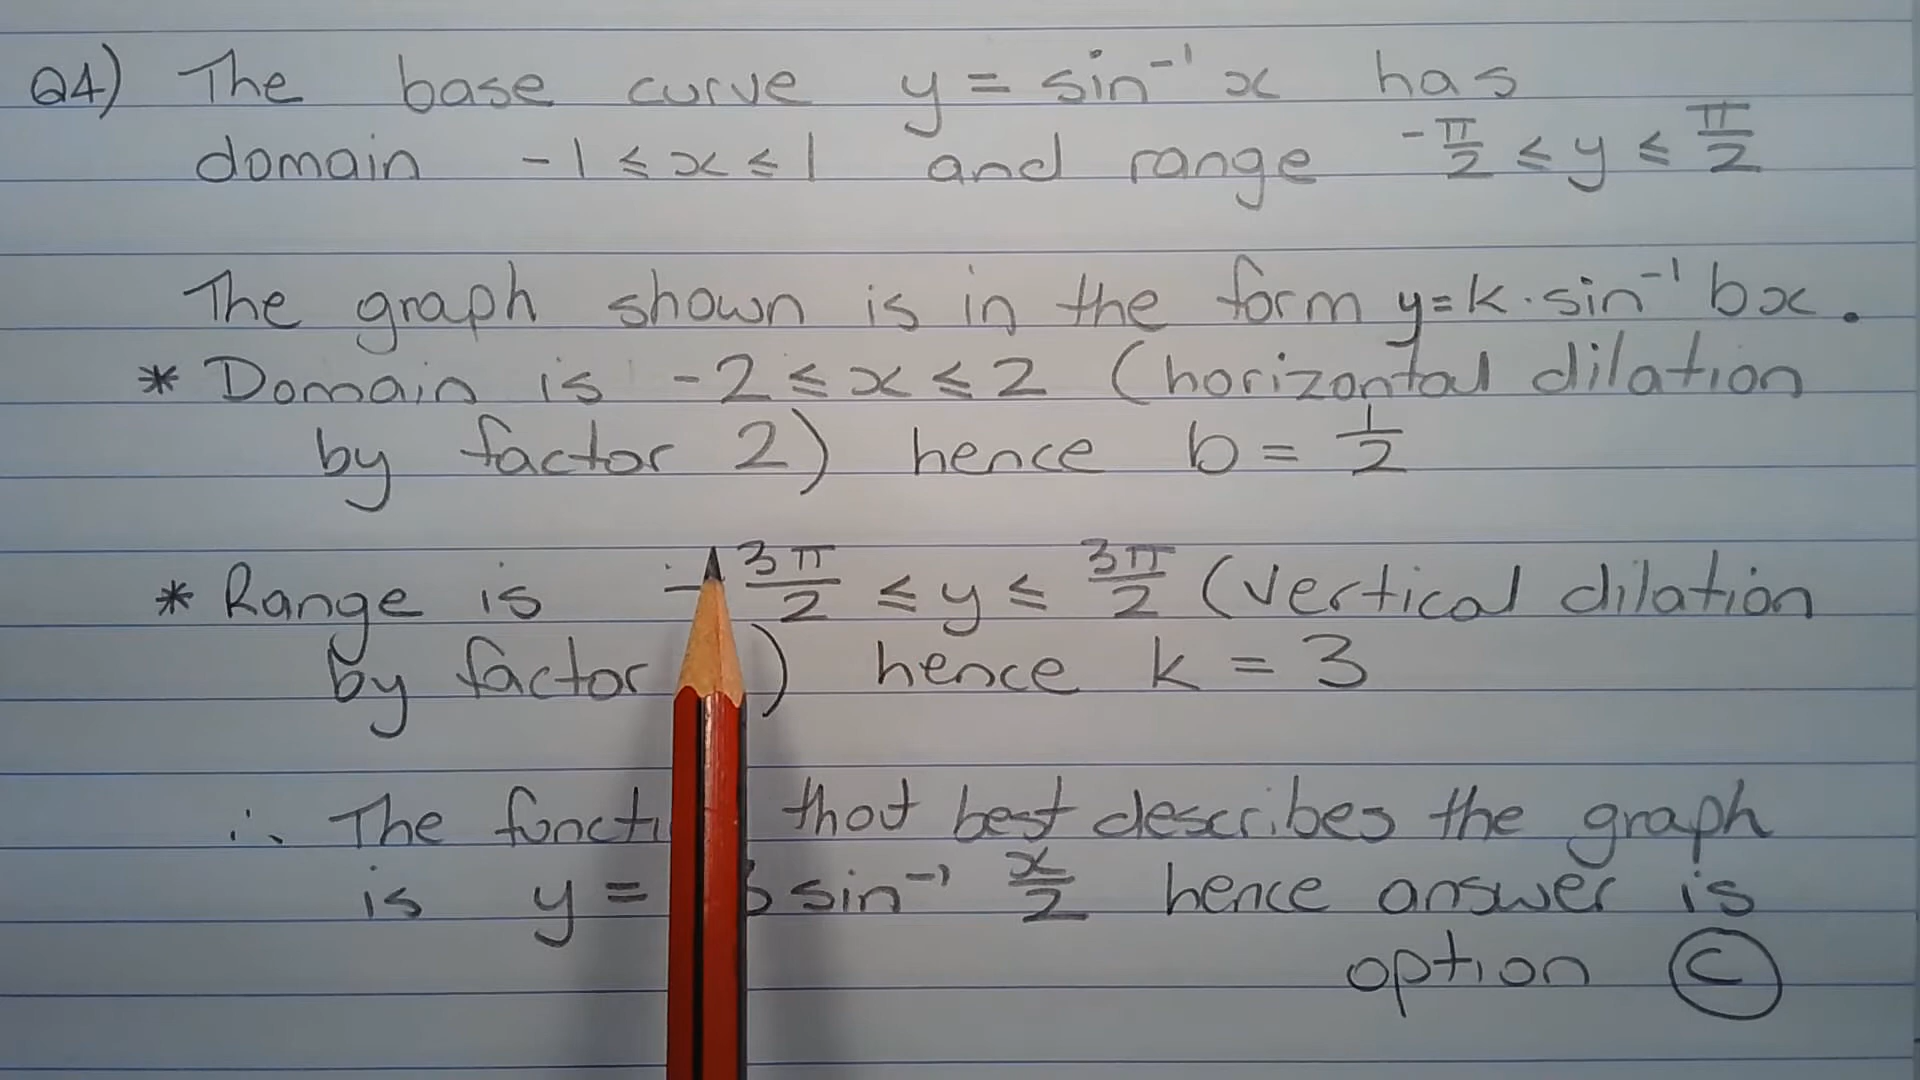 Q4) The base curve y = sin⁻¹ x has
domain -1 ≤ x ≤ 1 and range -π/2 ≤ y ≤ π/2
The graph shown is in the form y=k·sin⁻¹ bx.
* Domain is -2 ≤ x ≤ 2 (horizontal dilation
by factor 2) hence b = 1/2
* Range is -3π/2 ≤ y ≤ 3π/2 (vertical dilation
by factor ) hence k = 3
∴ The that best describes the graph
is y = 3 sin⁻¹ x/2 hence answer is
option C